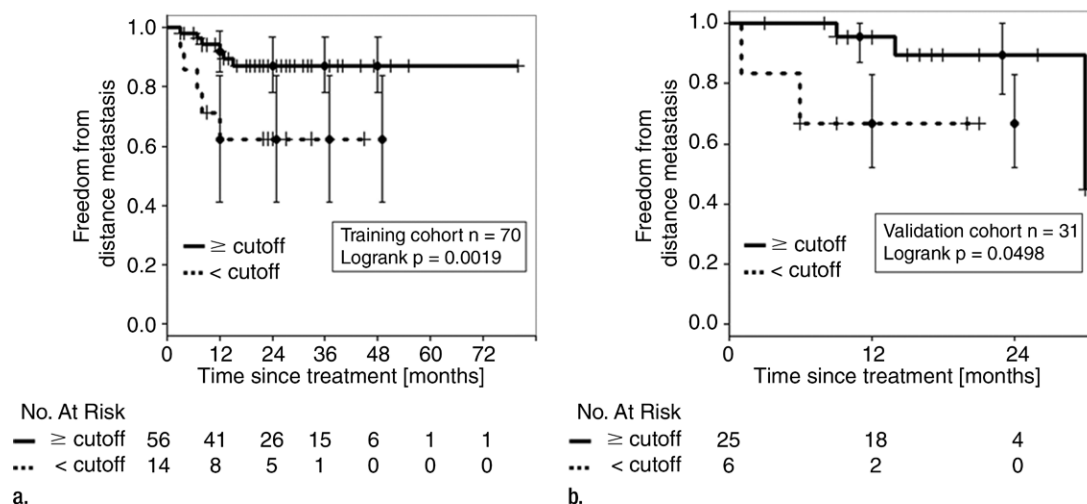 1.0
0.8
0.6
0.4
0.2
0.0
Freedom from
distance metastasis
≥ cutoff
< cutoff
Training cohort n = 70
Logrank p = 0.0019
0 12 24 36 48 60 72
Time since treatment [months]
No. At Risk
≥ cutoff 56 41 26 15 6 1 1
< cutoff 14 8 5 1 0 0 0
a.
1.0
0.8
0.6
0.4
0.2
0.0
Freedom from
distance metastasis
≥ cutoff
< cutoff
Validation cohort n = 31
Logrank p = 0.0498
0 12 24
Time since treatment [months]
No. At Risk
≥ cutoff 25 18 4
< cutoff 6 2 0
b.